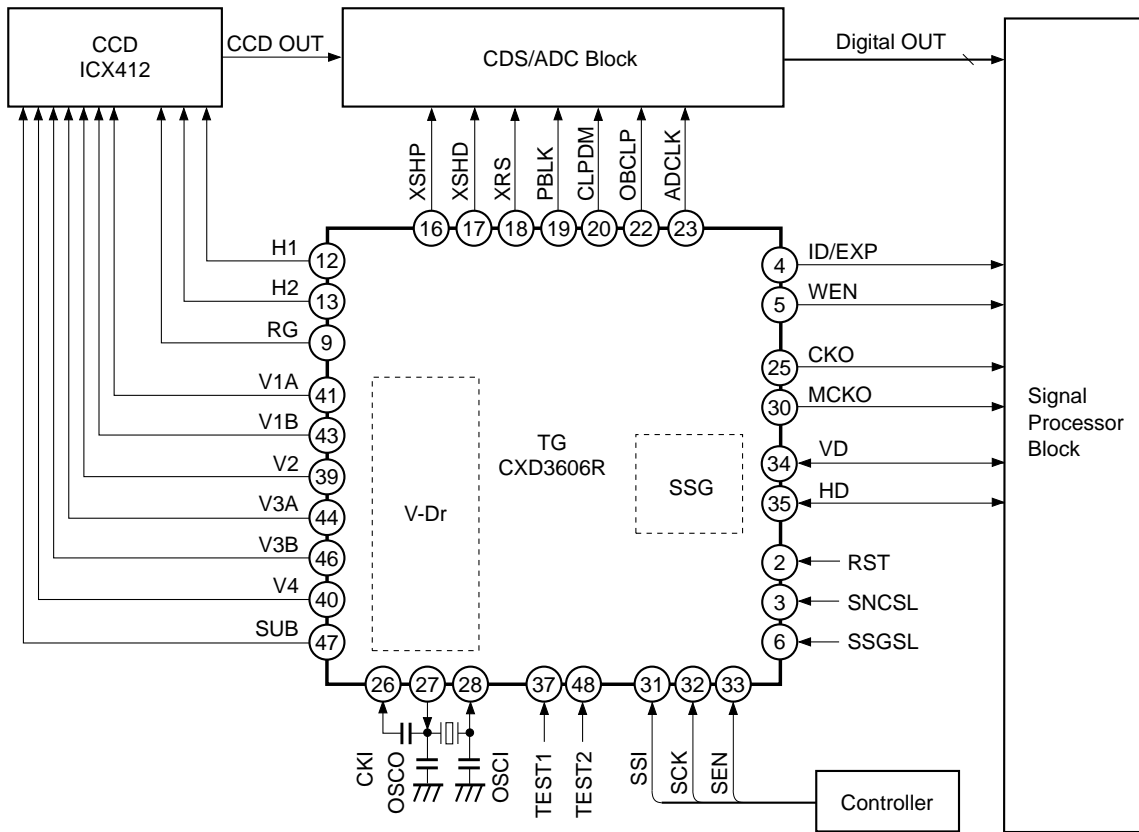 CCD
ICX412
CCD OUT
CDS/ADC Block
Digital OUT
Signal
Processor
Block
XSHP
XSHD
XRS
PBLK
CLPDM
OBCLP
ADCLK
16
17
18
19
20
22
23
H1
12
H2
13
RG
9
V1A
41
V1B
43
V2
39
V3A
44
V3B
46
V4
40
SUB
47
V-Dr
TG
CXD3606R
SSG
4
ID/EXP
5
WEN
25
CKO
30
MCKO
34
VD
35
HD
2
RST
3
SNCSL
6
SSGSL
26
27
28
37
48
31
32
33
CKI
OSCO
OSCI
TEST1
TEST2
SSI
SCK
SEN
Controller